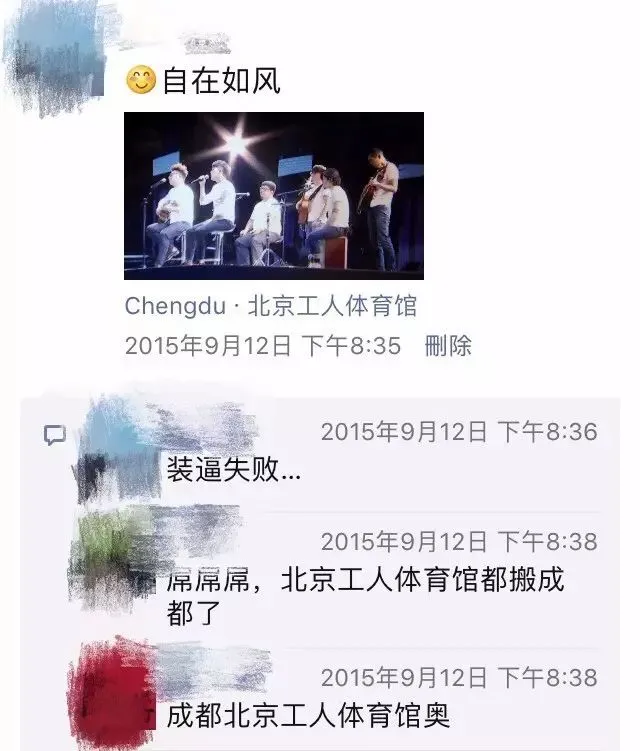 😊自在如风
Chengdu · 北京工人体育馆
2015年9月12日 下午8:35 刪除
2015年9月12日 下午8:36
装逼失败...
2015年9月12日 下午8:38
席席席，北京工人体育馆都搬成
都了
2015年9月12日 下午8:38
成都北京工人体育馆奥